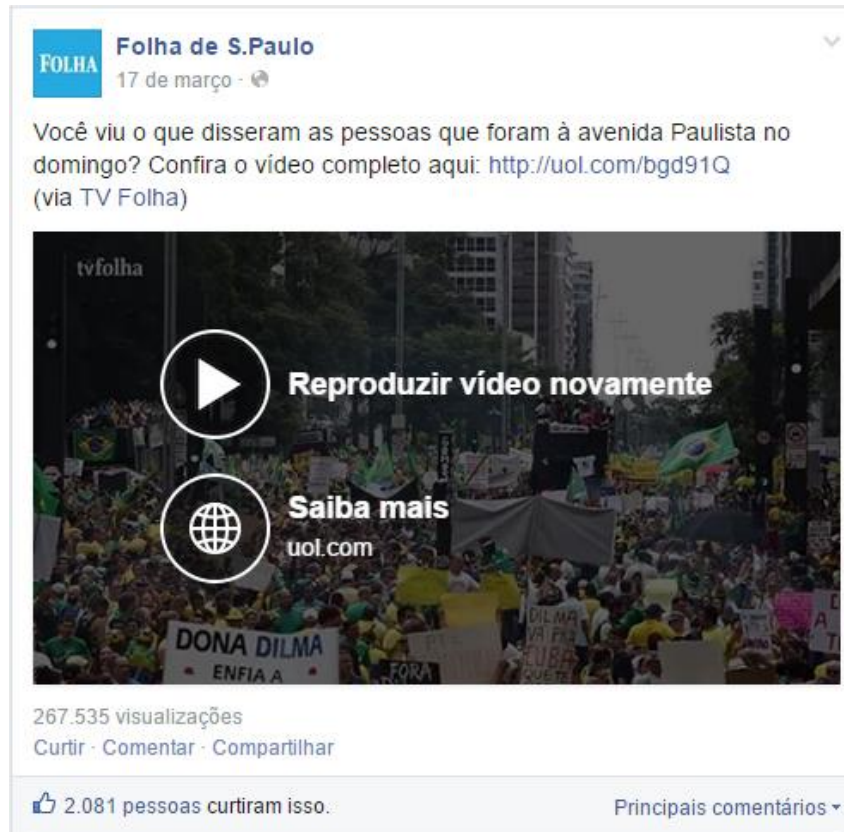 FOLHA
Folha de S.Paulo
17 de março ·
Você viu o que disseram as pessoas que foram à avenida Paulista no
domingo? Confira o vídeo completo aqui: http://uol.com/bgd91Q
(via TV Folha)
tvfolha
Reproduzir vídeo novamente
Saiba mais
uol.com
DONA DILMA
ENFIA A
FORA
DILMA
VA PRA
CUBA
QUE TE
267.535 visualizações
Curtir · Comentar · Compartilhar
2.081 pessoas curtiram isso.
Principais comentários